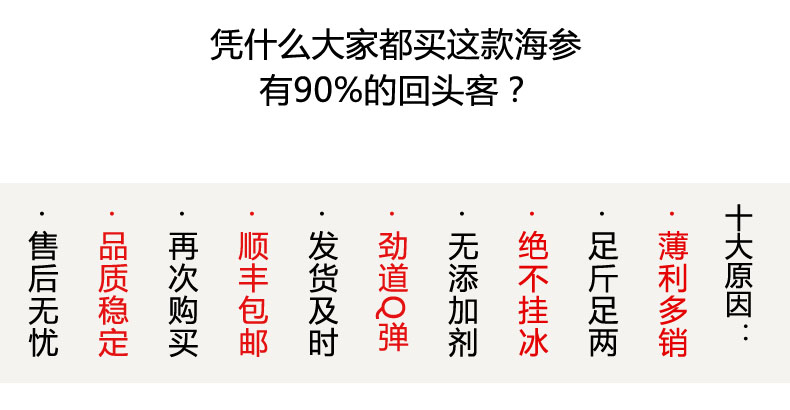 凭什么大家都买这款海参
有90%的回头客？
十大原因：
·薄利多销
·足斤足两
·绝不挂冰
·无添加剂
·劲道Q弹
·发货及时
·顺丰包邮
·再次购买
·品质稳定
·售后无忧